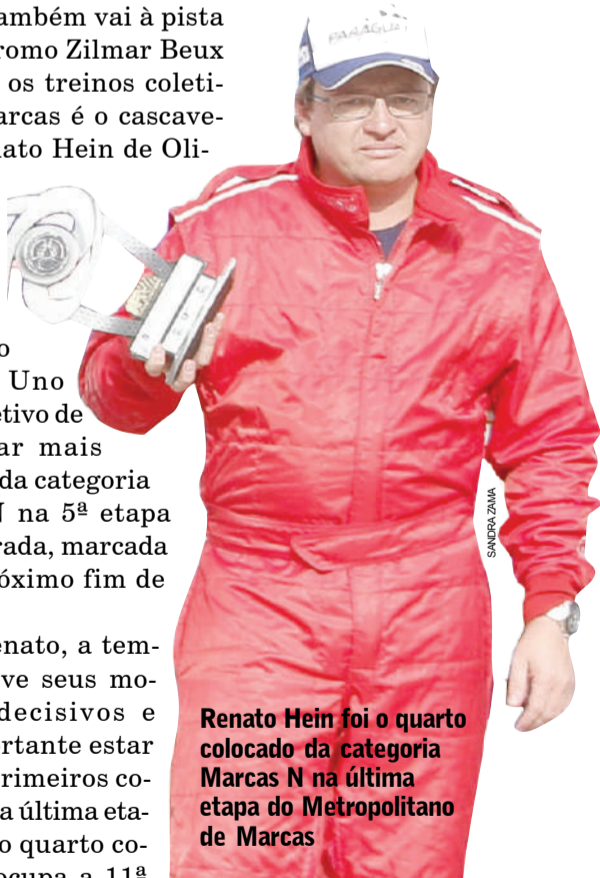 ambém vai à pista
romo Zilmar Beux
os treinos coleti-
arcas é o cascave-
ato Hein de Oli-
o
Uno
etivo de
ar mais
da categoria
N na 5ª etapa
rada, marcada
óximo fim de
enato, a tem-
ve seus mo-
decisivos e
rtante estar
rimeiros co-
a última eta-
o quarto co-
ocupa a 11ª
PARAGUAY
SANDRA ZAMA
Renato Hein foi o quarto
colocado da categoria
Marcas N na última
etapa do Metropolitano
de Marcas